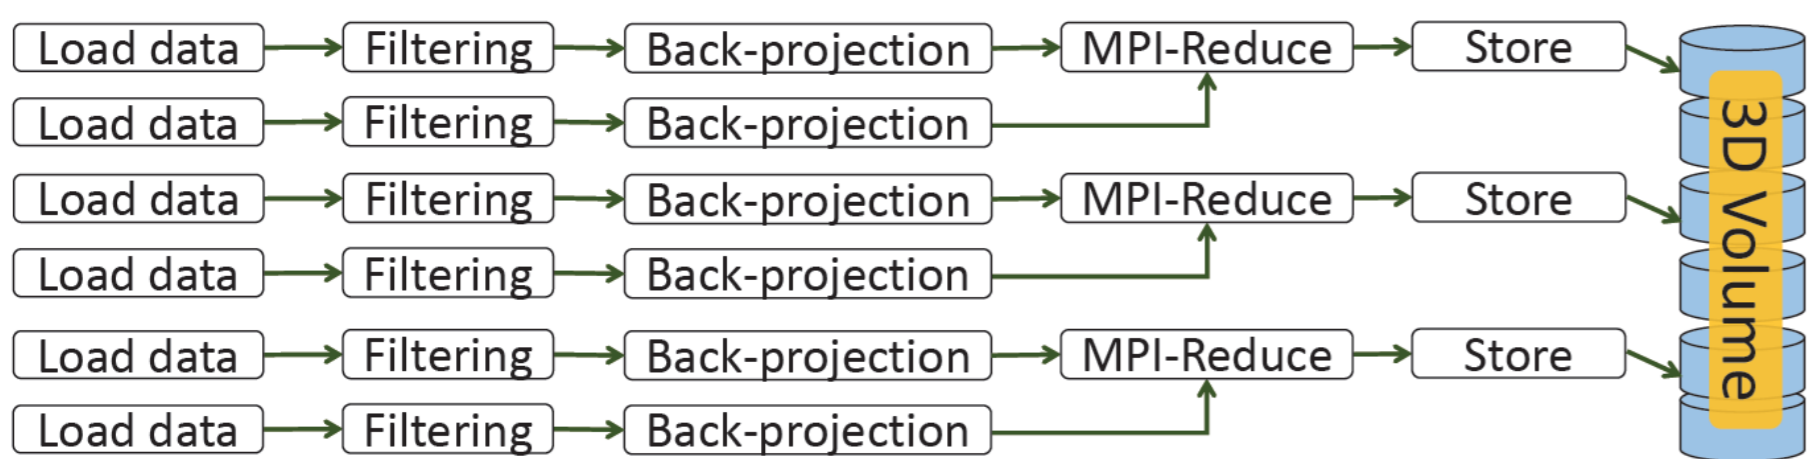 Load data Filtering Back-projection MPI-Reduce Store
Load data Filtering Back-projection
Load data Filtering Back-projection MPI-Reduce Store
Load data Filtering Back-projection
Load data Filtering Back-projection MPI-Reduce Store
Load data Filtering Back-projection
3D Volume